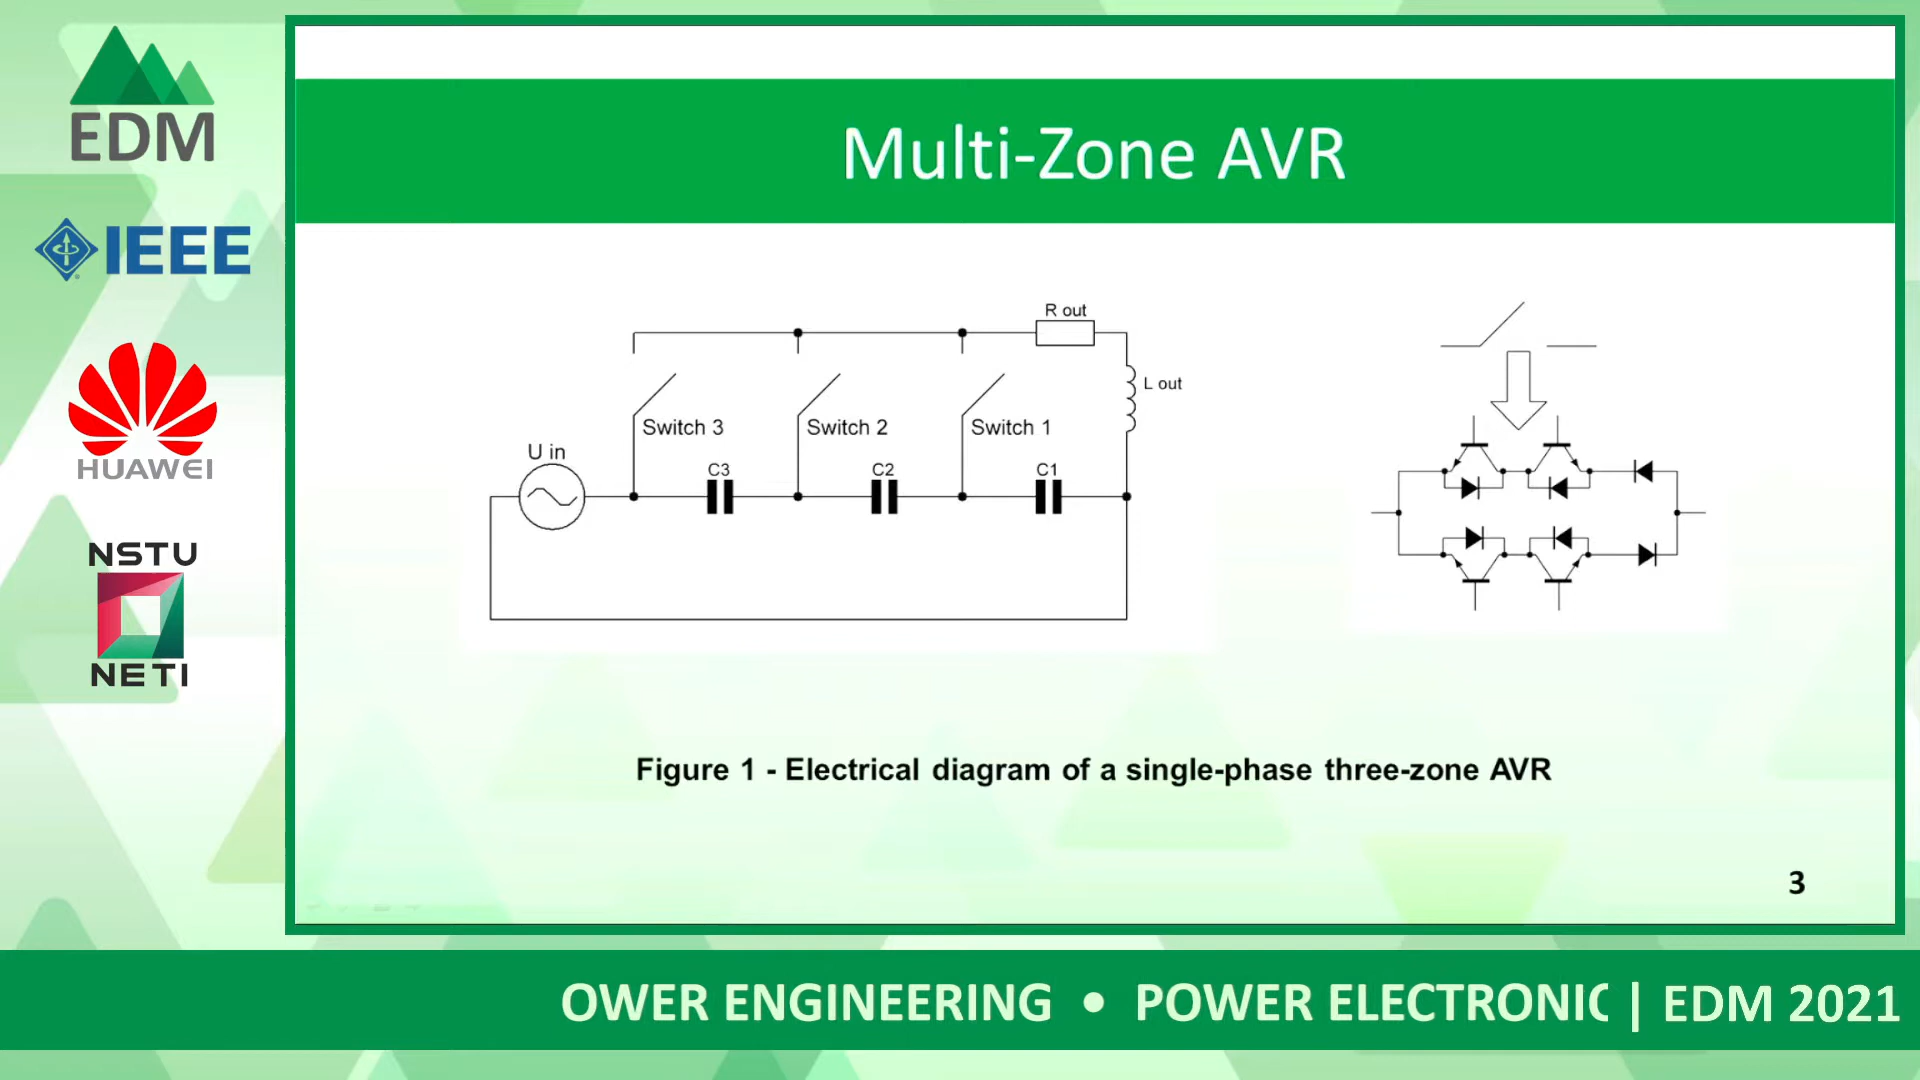 EDM
IEEE
HUAWEI
NSTU
NETI
Multi-Zone AVR
R out
L out
Switch 3
Switch 2
Switch 1
U in
C3
C2
C1
Figure 1 - Electrical diagram of a single-phase three-zone AVR
3
OWER ENGINEERING • POWER ELECTRONIC | EDM 2021